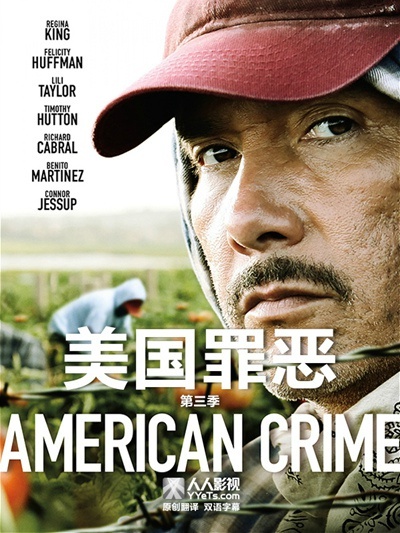 REGINA
KING
FELICITY
HUFFMAN
LILI
TAYLOR
TIMOTHY
HUTTON
RICHARD
CABRAL
BENITO
MARTINEZ
CONNOR
JESSUP
美国罪恶
第三季
AMERICAN CRIME
人人影视
YYeTs.com
原创翻译 双语字幕